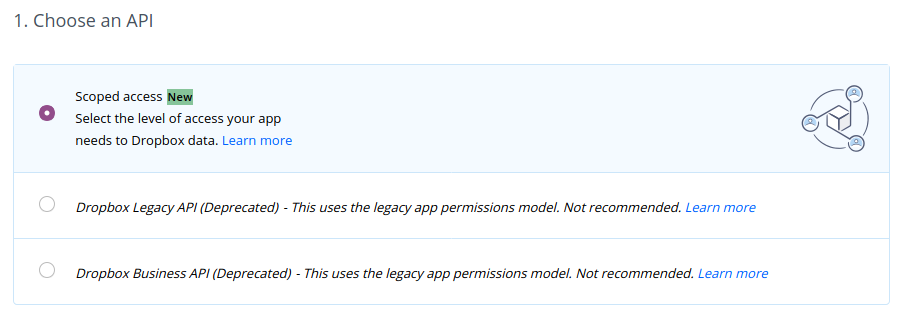 1. Choose an API
Scoped access New
Select the level of access your app
needs to Dropbox data. Learn more
Dropbox Legacy API (Deprecated) - This uses the legacy app permissions model. Not recommended. Learn more
Dropbox Business API (Deprecated) - This uses the legacy app permissions model. Not recommended. Learn more